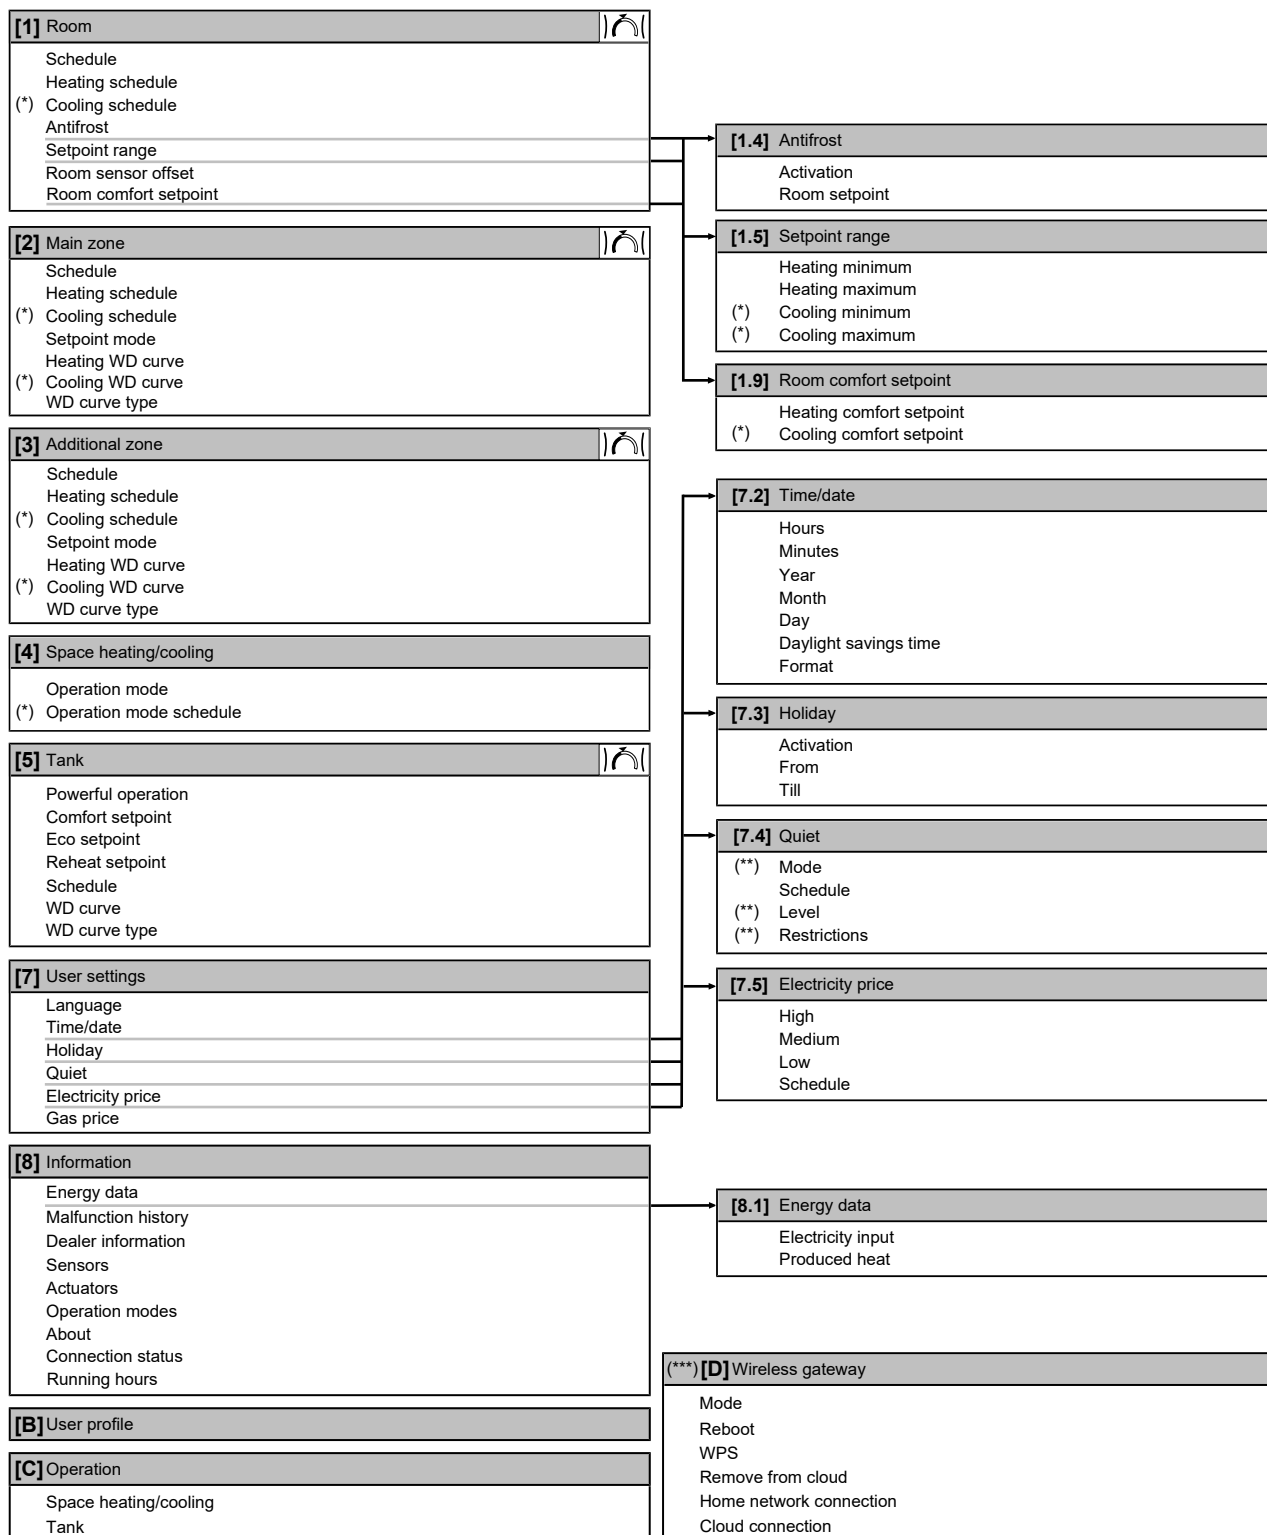 [1] Room
Schedule
Heating schedule
(*) Cooling schedule
Antifrost
Setpoint range
Room sensor offset
Room comfort setpoint
[2] Main zone
Schedule
Heating schedule
(*) Cooling schedule
Setpoint mode
Heating WD curve
(*) Cooling WD curve
WD curve type
[3] Additional zone
Schedule
Heating schedule
(*) Cooling schedule
Setpoint mode
Heating WD curve
(*) Cooling WD curve
WD curve type
[4] Space heating/cooling
Operation mode
(*) Operation mode schedule
[5] Tank
Powerful operation
Comfort setpoint
Eco setpoint
Reheat setpoint
Schedule
WD curve
WD curve type
[7] User settings
Language
Time/date
Holiday
Quiet
Electricity price
Gas price
[8] Information
Energy data
Malfunction history
Dealer information
Sensors
Actuators
Operation modes
About
Connection status
Running hours
[B] User profile
[C] Operation
Space heating/cooling
Tank
[1.4] Antifrost
Activation
Room setpoint
[1.5] Setpoint range
Heating minimum
Heating maximum
(*) Cooling minimum
(*) Cooling maximum
[1.9] Room comfort setpoint
Heating comfort setpoint
(*) Cooling comfort setpoint
[7.2] Time/date
Hours
Minutes
Year
Month
Day
Daylight savings time
Format
[7.3] Holiday
Activation
From
Till
[7.4] Quiet
(**) Mode
Schedule
(**) Level
(**) Restrictions
[7.5] Electricity price
High
Medium
Low
Schedule
[8.1] Energy data
Electricity input
Produced heat
(***) [D] Wireless gateway
Mode
Reboot
WPS
Remove from cloud
Home network connection
Cloud connection